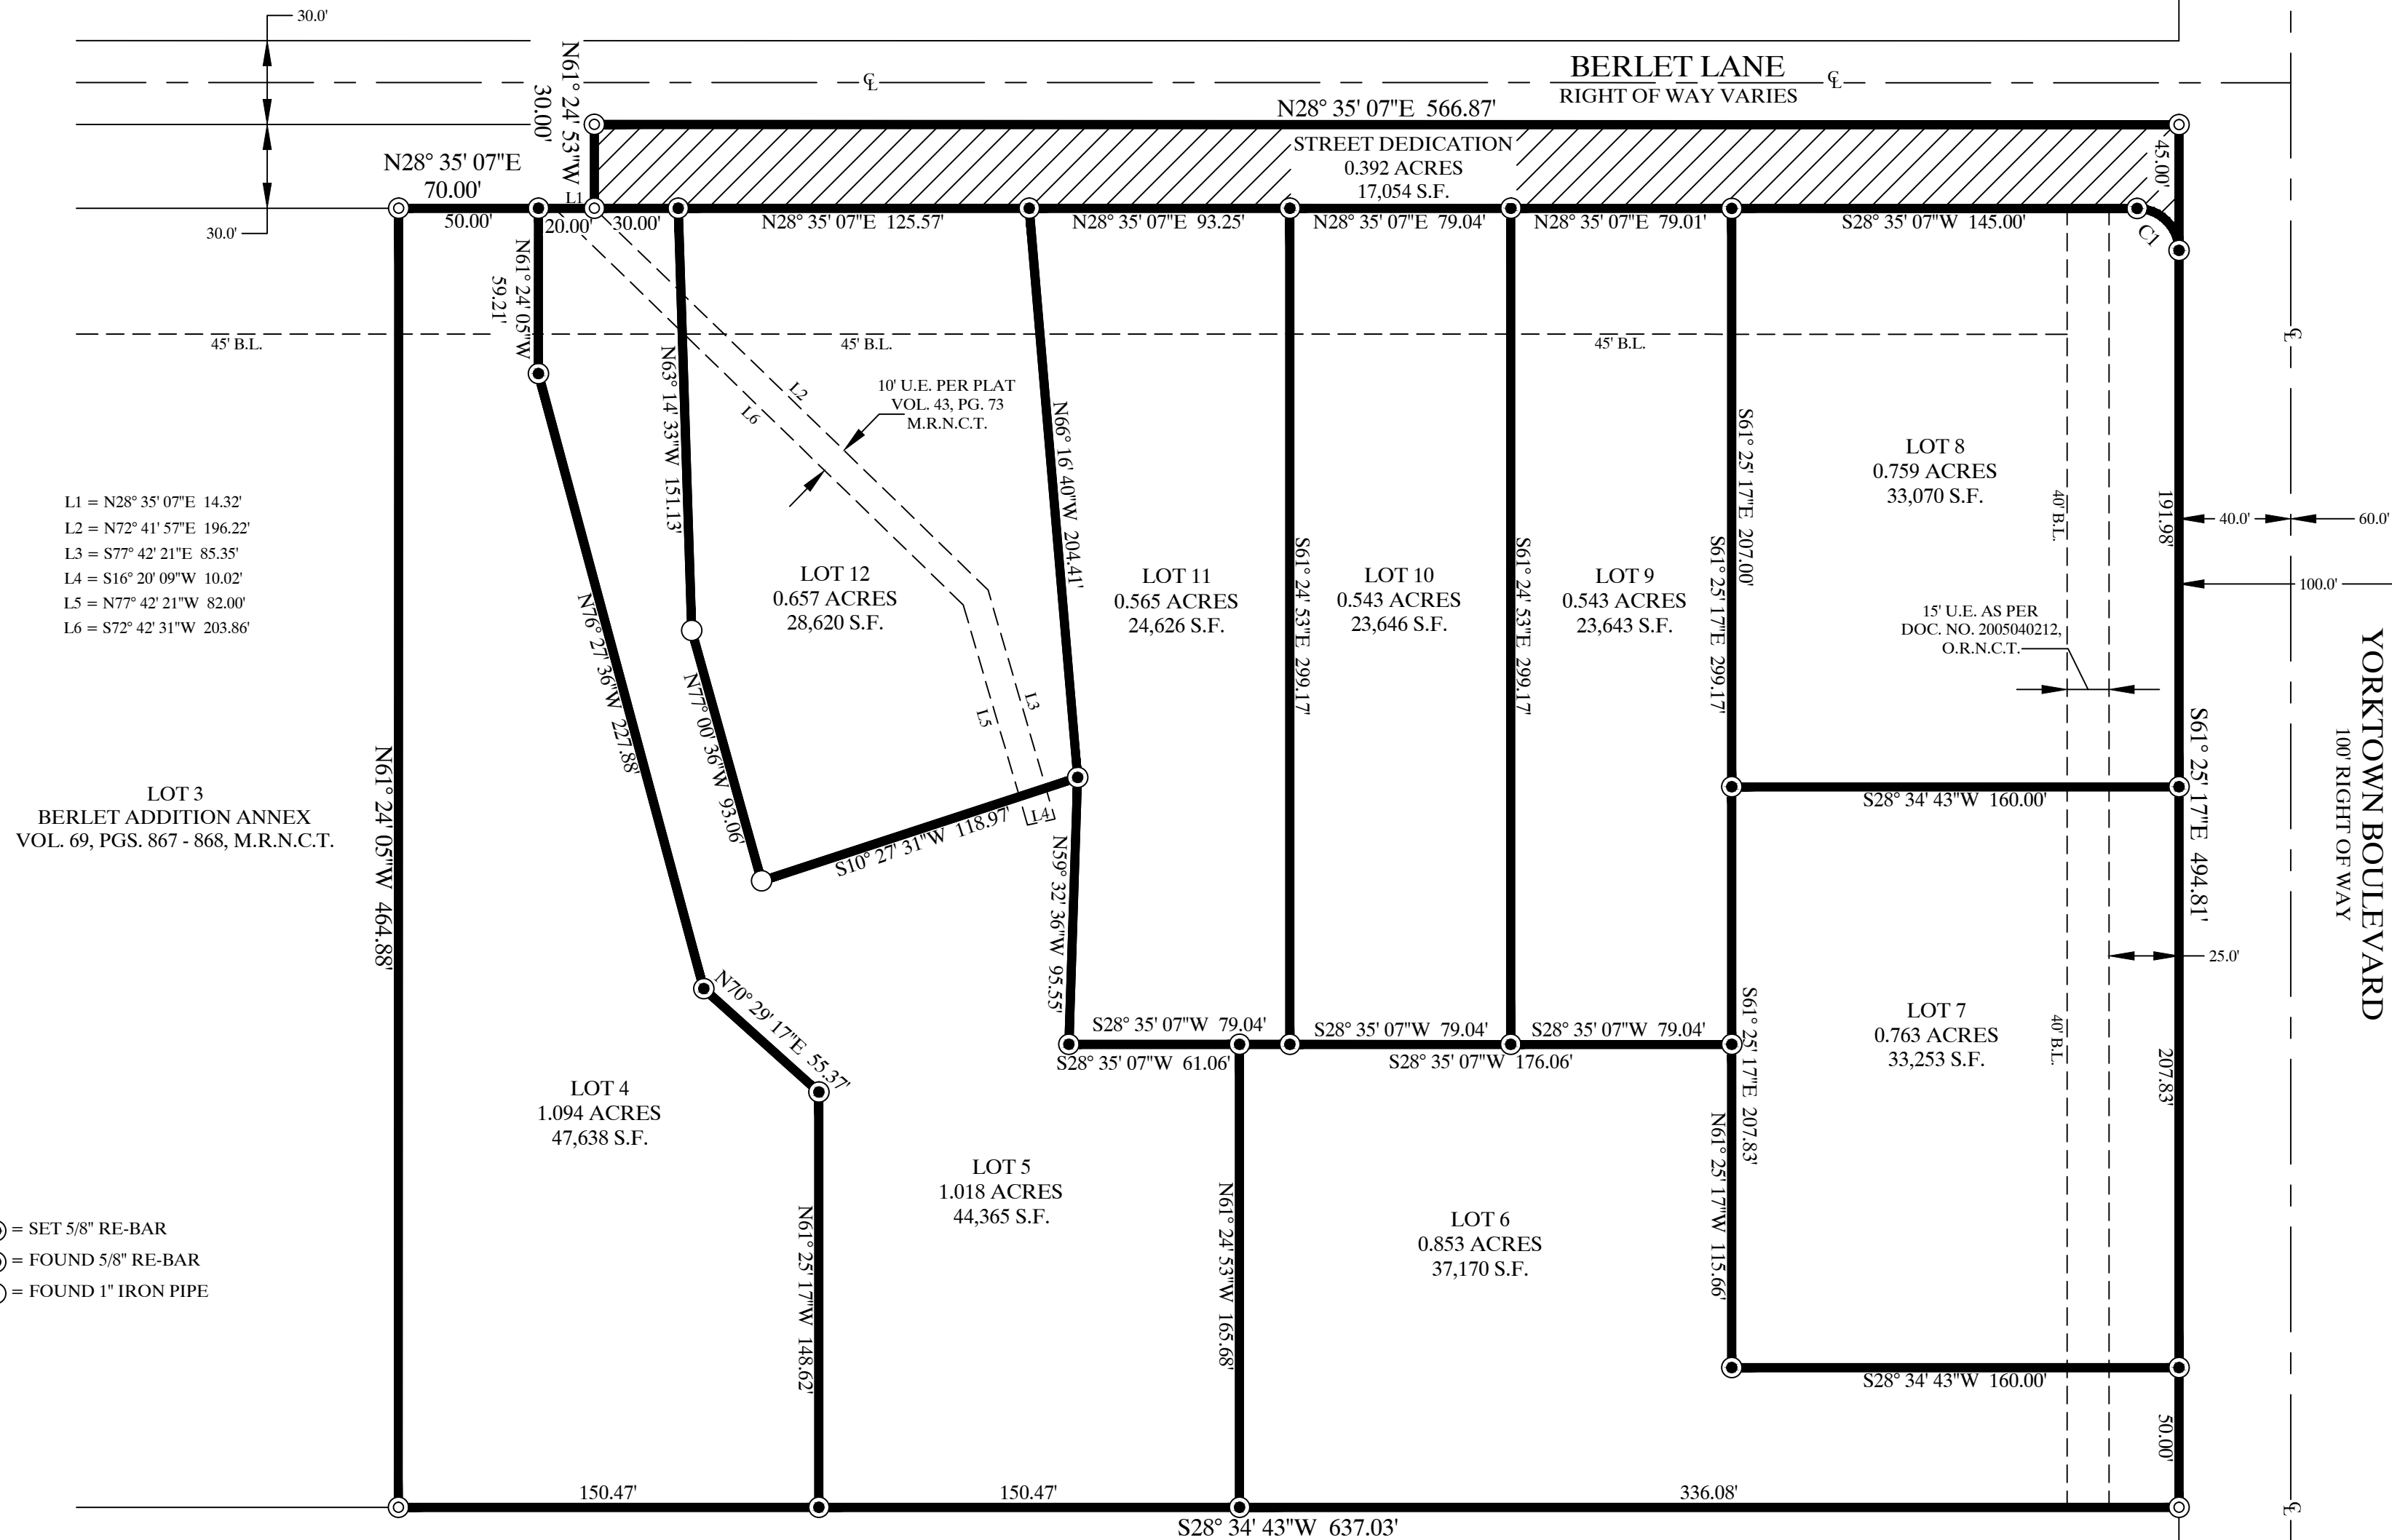 30.0'
BERLET LANE
RIGHT OF WAY VARIES
N28° 35' 07"E 566.87'
N61° 24' 53"W
30.00'
STREET DEDICATION
0.392 ACRES
17,054 S.F.
45.00'
N28° 35' 07"E
70.00'
L1
30.0'
50.00'
20.00'
30.00'
N28° 35' 07"E 125.57'
N28° 35' 07"E 93.25'
N28° 35' 07"E 79.04'
N28° 35' 07"E 79.01'
S28° 35' 07"W 145.00'
C1
N61° 24' 05"W
59.21'
45' B.L.
45' B.L.
45' B.L.
N63° 14' 33"W 151.13'
L2
L6
10' U.E. PER PLAT
VOL. 43, PG. 73
M.R.N.C.T.
N66° 16' 40"W 204.41'
S61° 25' 17"E 207.00'
LOT 8
0.759 ACRES
33,070 S.F.
40' B.L.
191.98'
40.0'
60.0'
100.0'
L1 = N28° 35' 07"E 14.32'
L2 = N72° 41' 57"E 196.22'
L3 = S77° 42' 21"E 85.35'
L4 = S16° 20' 09"W 10.02'
L5 = N77° 42' 21"W 82.00'
L6 = S72° 42' 31"W 203.86'
N76° 27' 36"W 227.88'
LOT 12
0.657 ACRES
28,620 S.F.
LOT 11
0.565 ACRES
24,626 S.F.
S61° 24' 53"E 299.17'
LOT 10
0.543 ACRES
23,646 S.F.
S61° 24' 53"E 299.17'
LOT 9
0.543 ACRES
23,643 S.F.
S61° 25' 17"E 299.17'
15' U.E. AS PER
DOC. NO. 2005040212,
O.R.N.C.T.
YORKTOWN BOULEVARD
100' RIGHT OF WAY
N77° 00' 36"W 93.06'
L5
L3
L4
S10° 27' 31"W 118.97'
S61° 25' 17"E 494.81'
S28° 34' 43"W 160.00'
LOT 3
BERLET ADDITION ANNEX
VOL. 69, PGS. 867 - 868, M.R.N.C.T.
N61° 24' 05"W 464.88'
N59° 32' 36"W 95.55'
25.0'
N70° 29' 17"E 55.37'
S28° 35' 07"W 79.04'
S28° 35' 07"W 79.04'
S28° 35' 07"W 79.04'
S28° 35' 07"W 61.06'
S28° 35' 07"W 176.06'
S61° 25' 17"E 207.83'
LOT 7
0.763 ACRES
33,253 S.F.
40' B.L.
207.83'
LOT 4
1.094 ACRES
47,638 S.F.
N61° 25' 17"W 115.66'
LOT 5
1.018 ACRES
44,365 S.F.
N61° 25' 17"W 148.62'
N61° 24' 53"W 165.68'
LOT 6
0.853 ACRES
37,170 S.F.
= SET 5/8" RE-BAR
= FOUND 5/8" RE-BAR
= FOUND 1" IRON PIPE
S28° 34' 43"W 160.00'
50.00'
150.47'
150.47'
336.08'
S28° 34' 43"W 637.03'